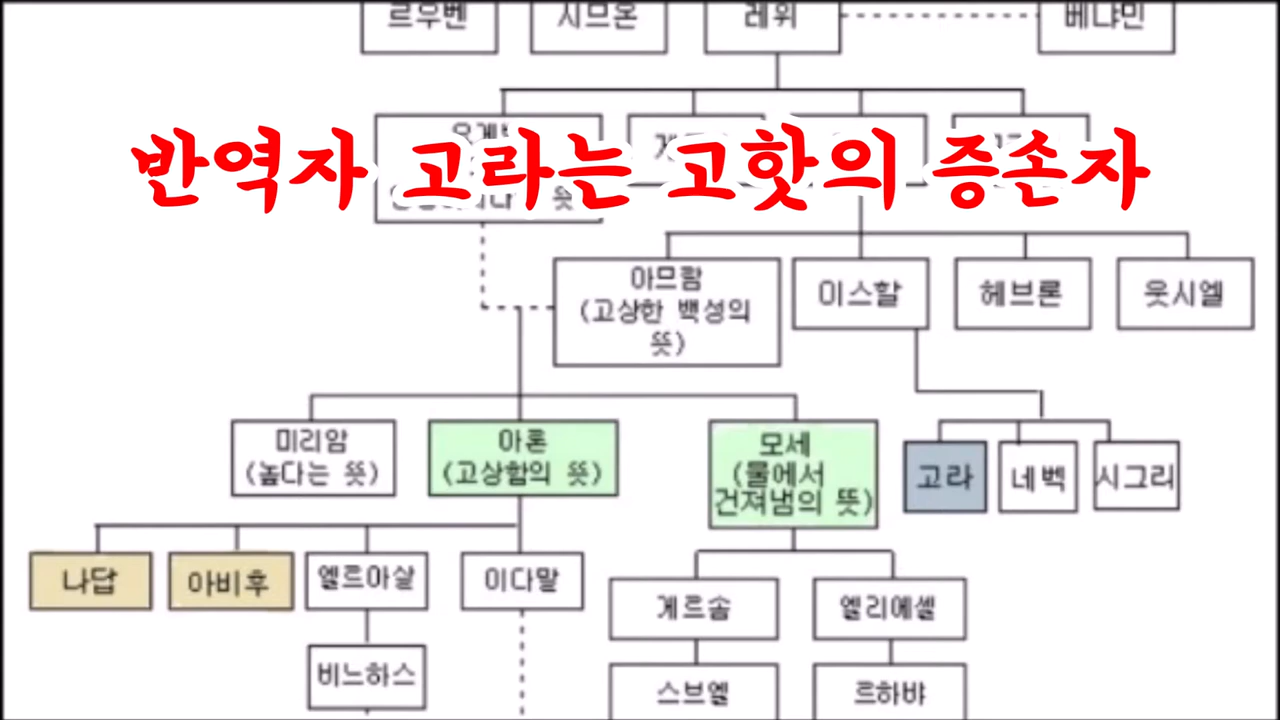 르우벤
시므온
레위
베냐민
반역자 고라는 고핫의 증손자
아므람
(고상한 백성의
뜻)
이스할
헤브론
웃시엘
미리암
(높다는 뜻)
아론
(고상함의 뜻)
모세
(물에서
건져냄의 뜻)
고라
네벡
시그리
나답
아비후
엘르아살
이다말
게르솜
엘리에셀
비느하스
스브엘
르하뱌